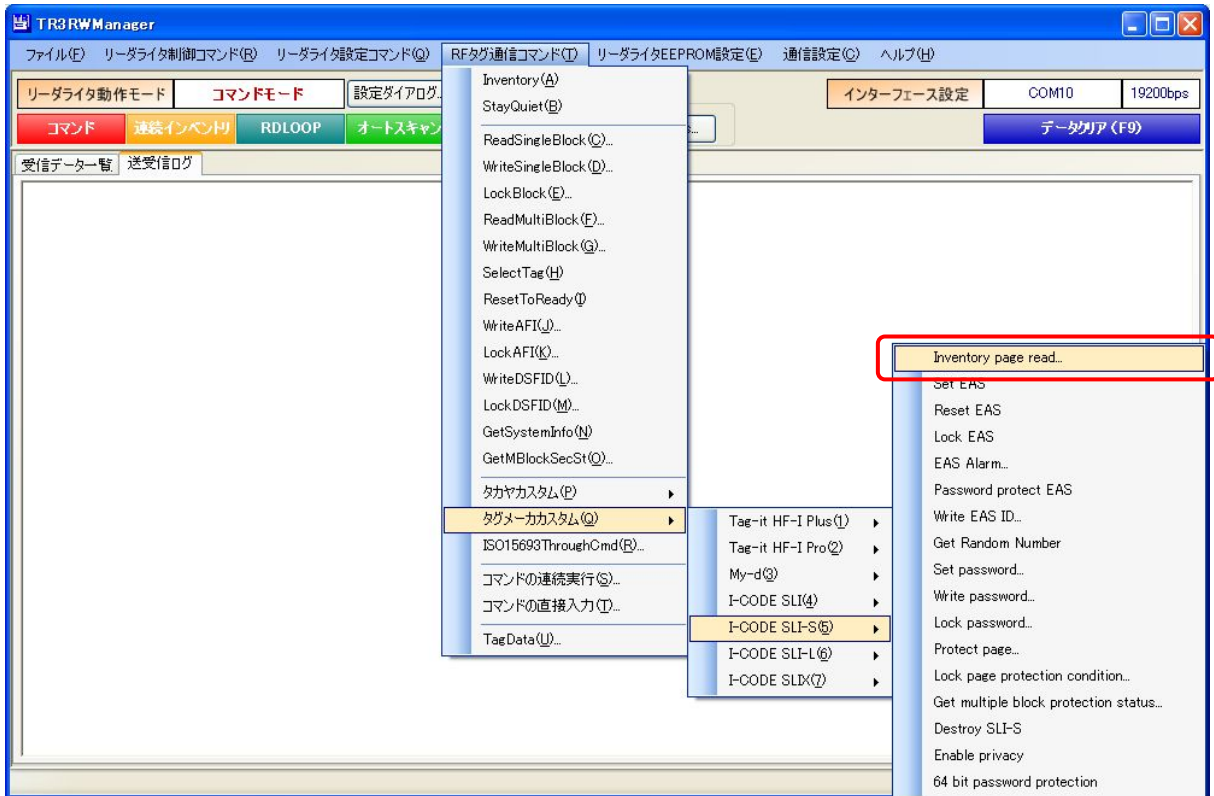 TR3RWManager
ファイル(F) リーダライタ制御コマンド(R) リーダライタ設定コマンド(Q) RFタグ通信コマンド(T) リーダライタEEPROM設定(E) 通信設定(C) ヘルプ(H)
リーダライタ動作モード コマンドモード 設定ダイアログ... インターフェース設定 COM10 19200bps
コマンド 連続インベントリ RDLOOP オートスキャン データクリア(F9)
受信データ一覧 送受信ログ
Inventory(A)
StayQuiet(B)
ReadSingleBlock(C)...
WriteSingleBlock(D)...
LockBlock(E)...
ReadMultiBlock(F)...
WriteMultiBlock(G)...
SelectTag(H)
ResetToReady(I)
WriteAFI(J)...
LockAFI(K)...
WriteDSFID(L)...
LockDSFID(M)...
GetSystemInfo(N)
GetMBlockSecSt(O)...
タカヤカスタム(P)
タグメーカカスタム(Q)
ISO15693ThroughCmd(R)...
コマンドの連続実行(S)...
コマンドの直接入力(T)...
TagData(U)...
Tag-it HF-I Plus(1)
Tag-it HF-I Pro(2)
My-d(3)
I-CODE SLI(4)
I-CODE SLI-S(5)
I-CODE SLI-L(6)
I-CODE SLIX(7)
Inventory page read...
Set EAS
Reset EAS
Lock EAS
EAS Alarm...
Password protect EAS
Write EAS ID...
Get Random Number
Set password...
Write password...
Lock password...
Protect page...
Lock page protection condition...
Get multiple block protection status...
Destroy SLI-S
Enable privacy
64 bit password protection